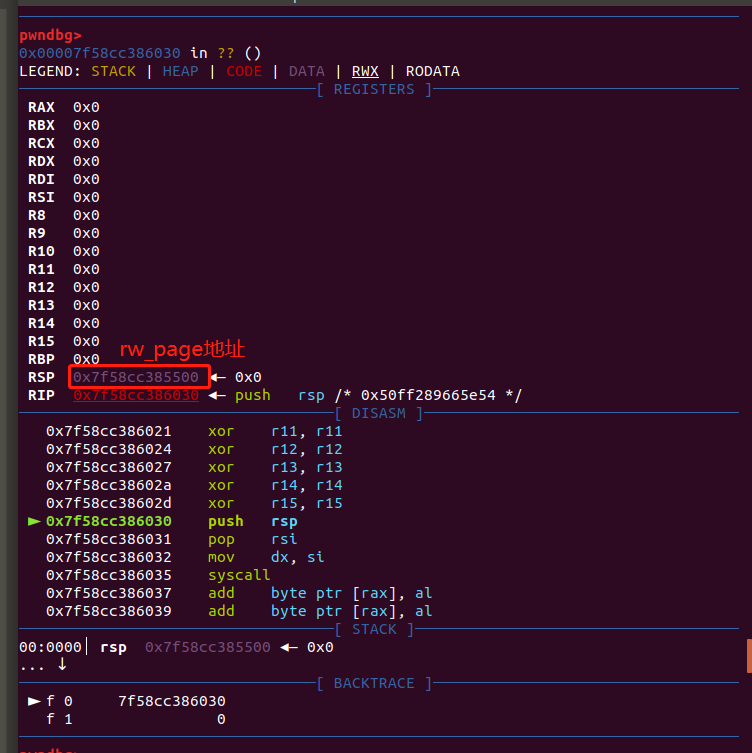 pwndbg>
0x00007f58cc386030 in ?? ()
LEGEND: STACK | HEAP | CODE | DATA | RWX | RODATA
[ REGISTERS ]
RAX 0x0
RBX 0x0
RCX 0x0
RDX 0x0
RDI 0x0
RSI 0x0
R8 0x0
R9 0x0
R10 0x0
R11 0x0
R12 0x0
R13 0x0
R14 0x0
R15 0x0
rw_page地址
RBP 0x0
RSP 0x7f58cc385500 ◂— 0x0
RIP 0x7f58cc386030 ◂— push rsp /* 0x50ff289665e54 */
[ DISASM ]
0x7f58cc386021 xor r11, r11
0x7f58cc386024 xor r12, r12
0x7f58cc386027 xor r13, r13
0x7f58cc38602a xor r14, r14
0x7f58cc38602d xor r15, r15
► 0x7f58cc386030 push rsp
0x7f58cc386031 pop rsi
0x7f58cc386032 mov dx, si
0x7f58cc386035 syscall
0x7f58cc386037 add byte ptr [rax], al
0x7f58cc386039 add byte ptr [rax], al
[ STACK ]
00:0000│ rsp 0x7f58cc385500 ◂— 0x0
... ↓
[ BACKTRACE ]
► f 0 7f58cc386030
f 1 0
pwndbg>